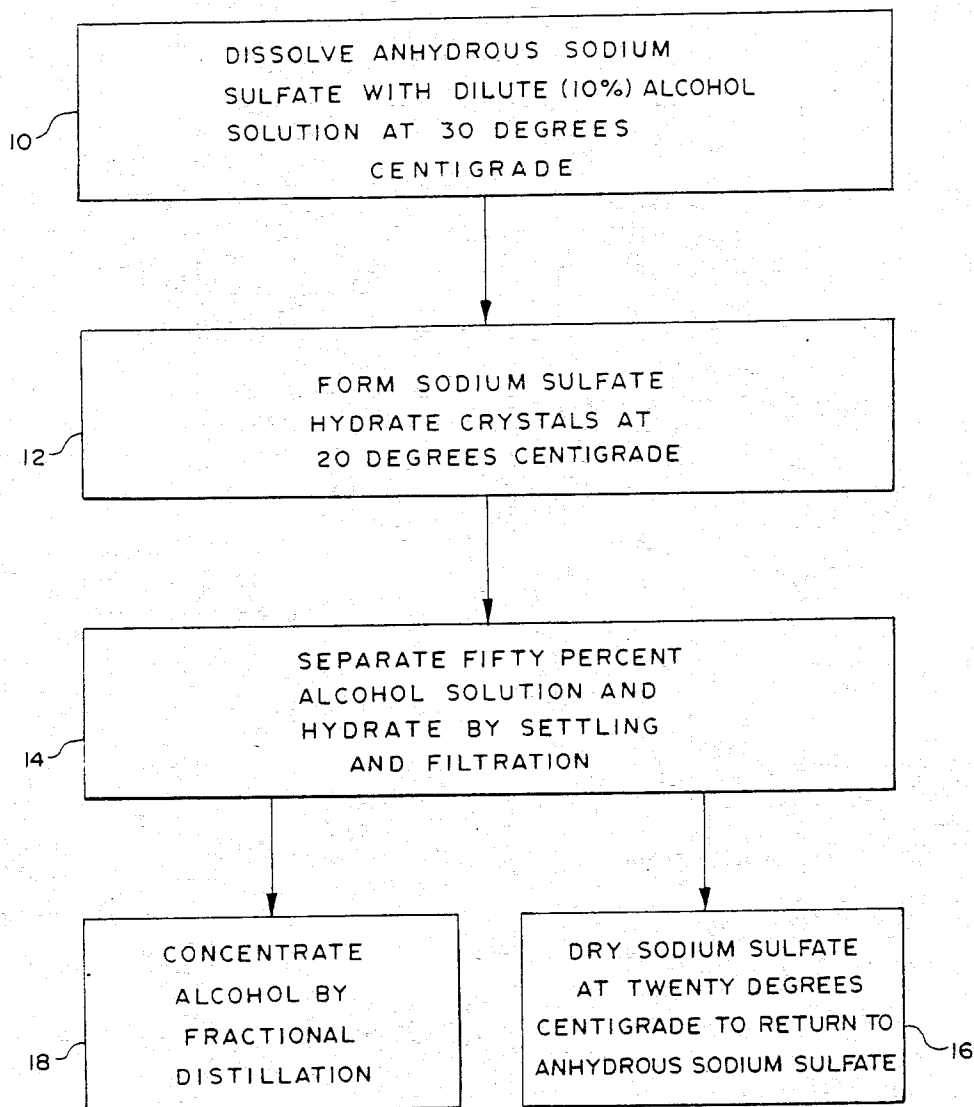 DISSOLVE ANHYDROUS SODIUM
SULFATE WITH DILUTE (10%) ALCOHOL
SOLUTION AT 30 DEGREES
CENTIGRADE
10
FORM SODIUM SULFATE
HYDRATE CRYSTALS AT
20 DEGREES CENTIGRADE
12
SEPARATE FIFTY PERCENT
ALCOHOL SOLUTION AND
HYDRATE BY SETTLING
AND FILTRATION
14
CONCENTRATE
ALCOHOL BY
FRACTIONAL
DISTILLATION
18
DRY SODIUM SULFATE
AT TWENTY DEGREES
CENTIGRADE TO RETURN TO
ANHYDROUS SODIUM SULFATE
16